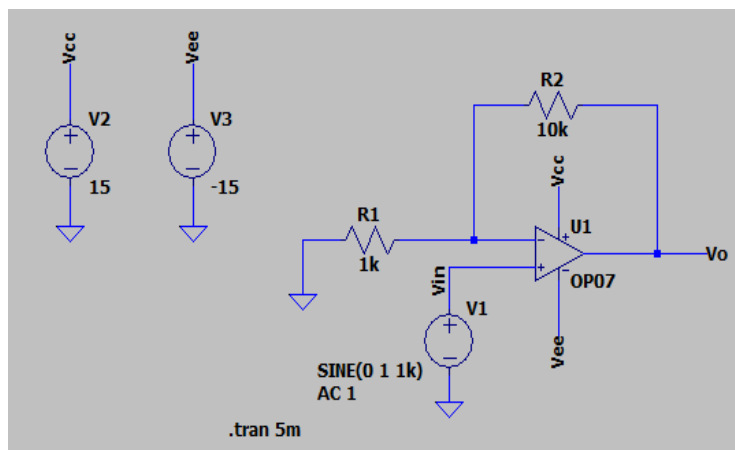 Vcc
Vee
V2
15
V3
-15
R2
10k
Vcc
R1
1k
U1
OP07
Vo
Vin
V1
Vee
SINE(0 1 1k)
AC 1
.tran 5m